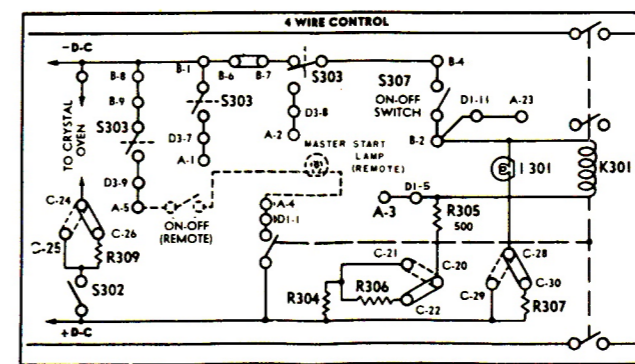 4 WIRE CONTROL
-D-C
B-8
B-1
B-6
B-7
S303
B-4
B-9
S303
S307
ON-OFF
SWITCH
D1-11
A-23
TO CRYSTAL
OVEN
S303
D3-7
A-1
D3-8
A-2
MASTER START
LAMP
(REMOTE)
B-2
I 301
K301
D3-9
A-5
ON-OFF
(REMOTE)
A-4
D1-1
A-3
D1-5
R305
500
C-24
C-25
C-26
R309
S302
C-21
C-20
C-22
R304
R306
C-28
C-29
C-30
R307
+D-C